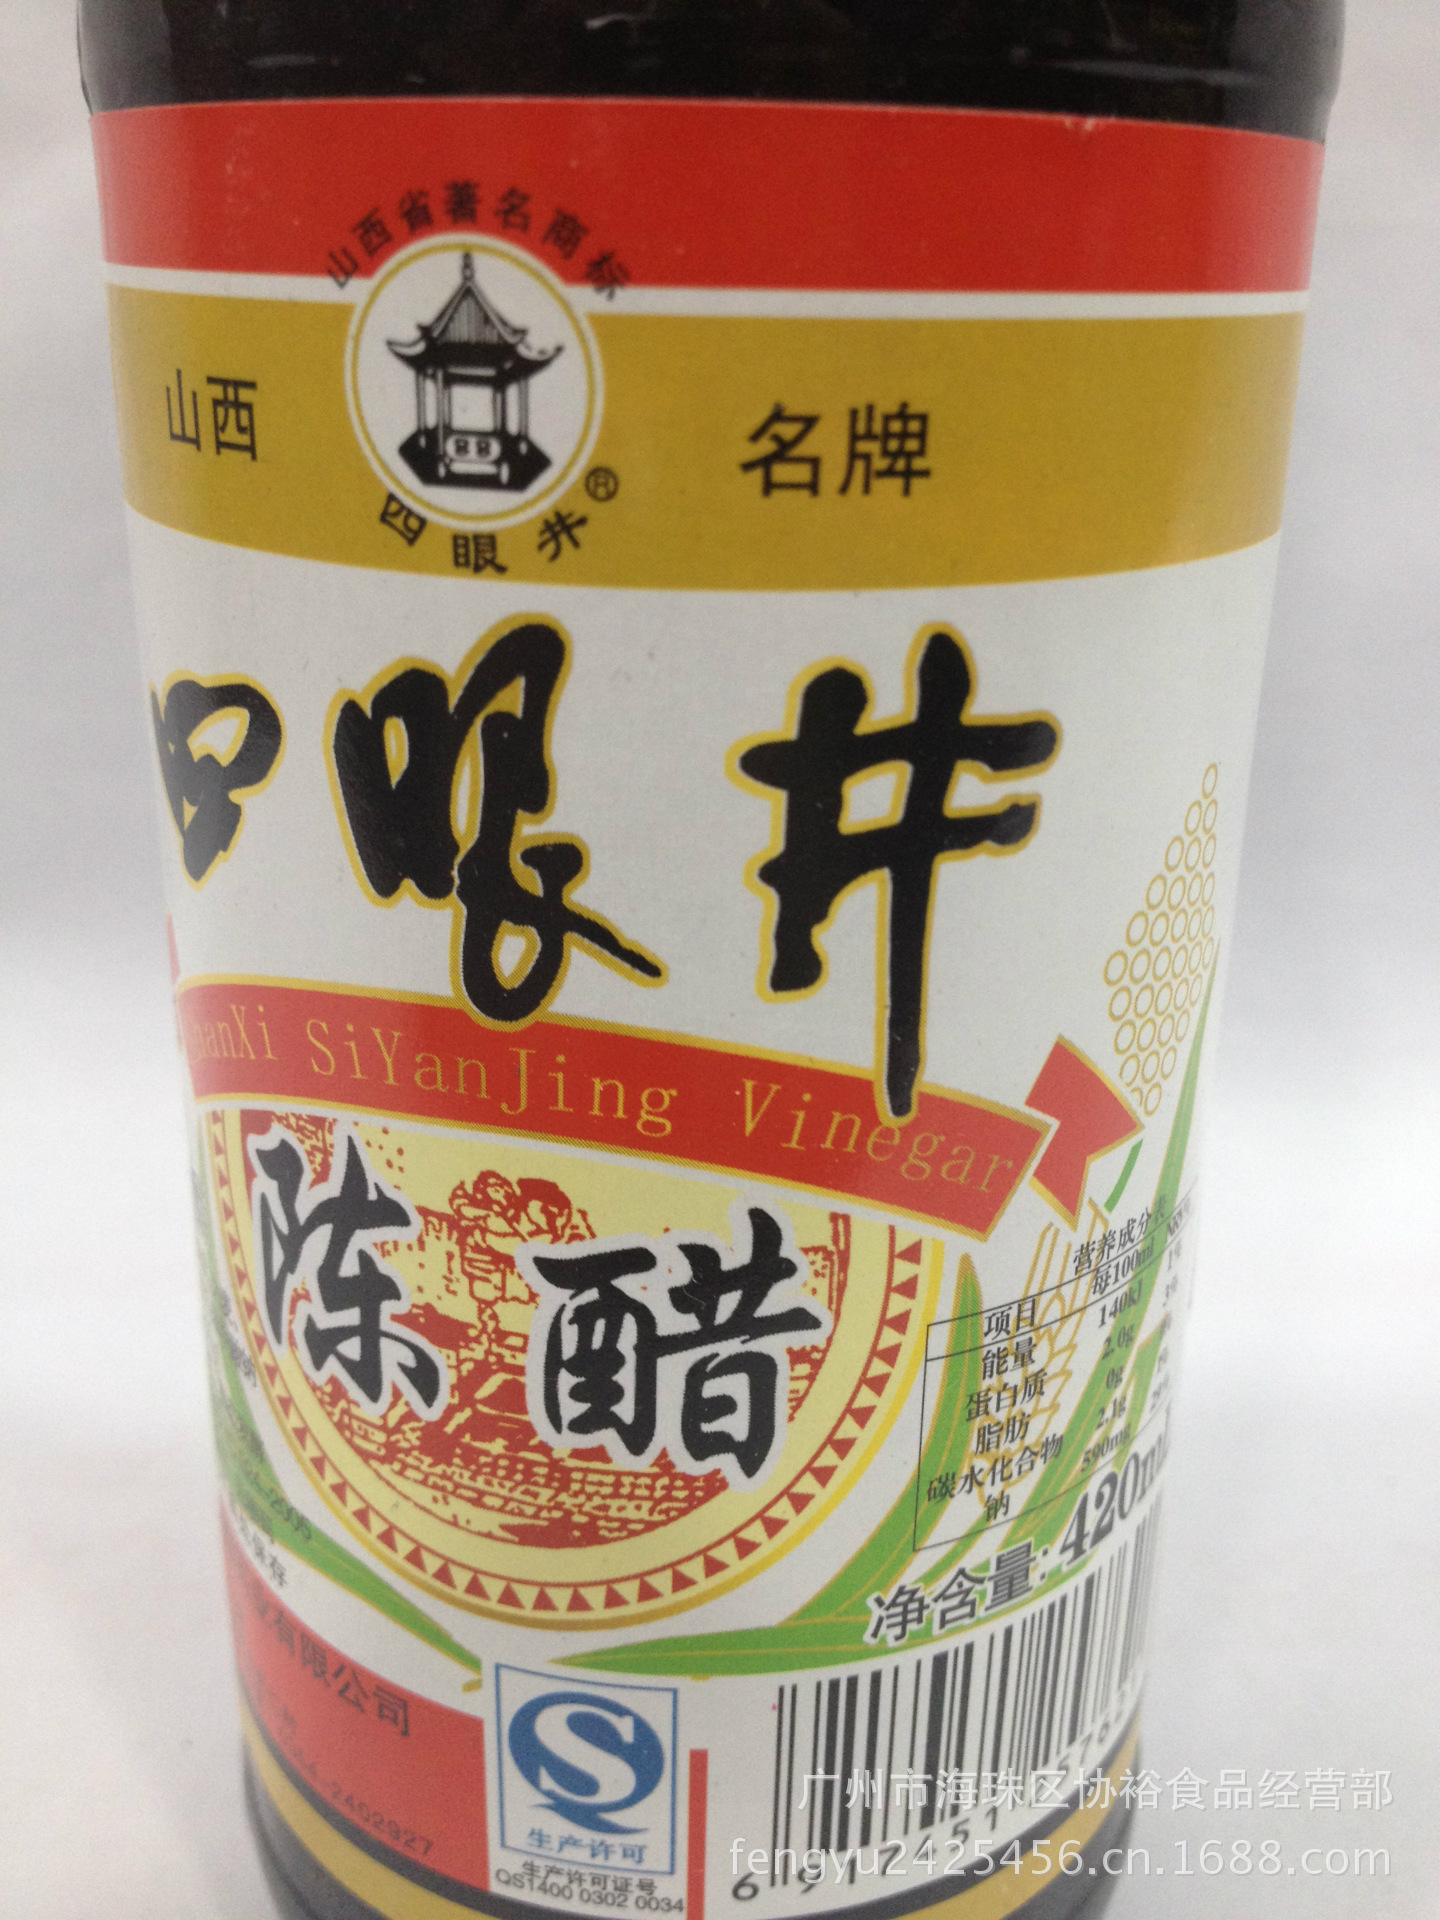 山西省著名商标
山西
名牌
四眼井®
四眼井
hanXi SiYanJing Vinegar
陈醋
营养成分表
项目 每100ml
能量 140kJ
蛋白质 2.0g
脂肪 0g
碳水化合物 2.1g
钠 590mg
净含量:420ml
保存
有限公司
2402927
生产许可
生产许可证号
QS1400 0302 0034
广州市海珠区协裕食品经营部
fengyu2425456.cn.1688.com